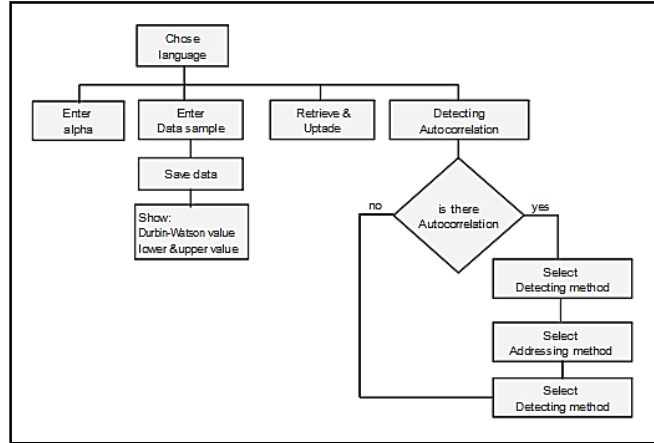 Chose
language
Enter
alpha
Enter
Data sample
Retrieve &
Uptade
Detecting
Autocorrelation
Save data
Show:
Durbin-Watson value
lower & upper value
no
is there
Autocorrelation
yes
Select
Detecting method
Select
Addressing method
Select
Detecting method